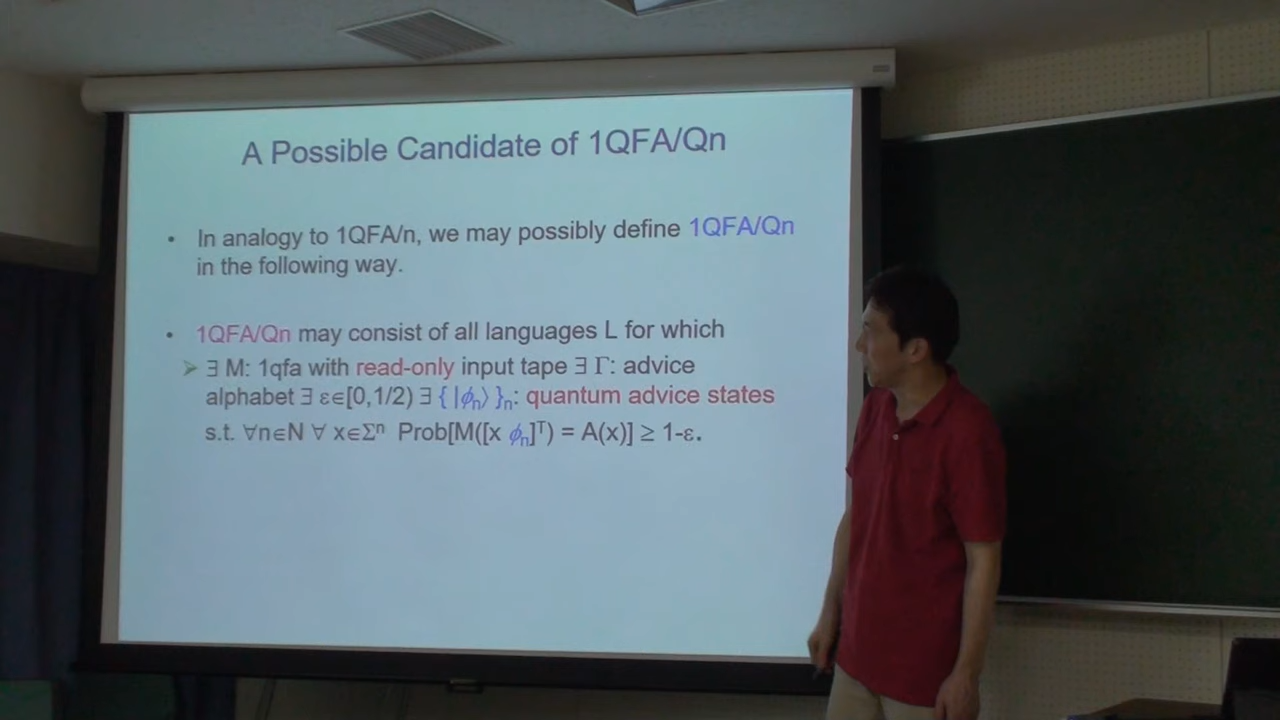 A Possible Candidate of 1QFA/Qn
• In analogy to 1QFA/n, we may possibly define 1QFA/Qn
in the following way.
• 1QFA/Qn may consist of all languages L for which
➢ ∃ M: 1qfa with read-only input tape ∃ Γ: advice
alphabet ∃ ε∈[0,1/2) ∃ { |ϕₙ⟩ }ₙ: quantum advice states
s.t. ∀n∈N ∀ x∈Σⁿ Prob[M([x ϕₙ]ᵀ) = A(x)] ≥ 1-ε.